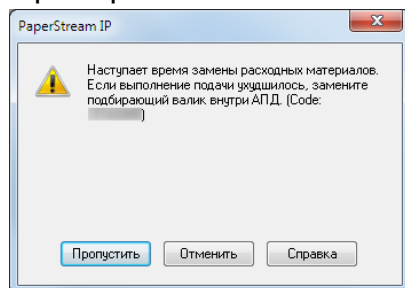 PaperStream IP
Наступает время замены расходных материалов.
Если выполнение подачи ухудшилось, замените
подбирающий валик внутри АПД. (Code:
)
Пропустить Отменить Справка